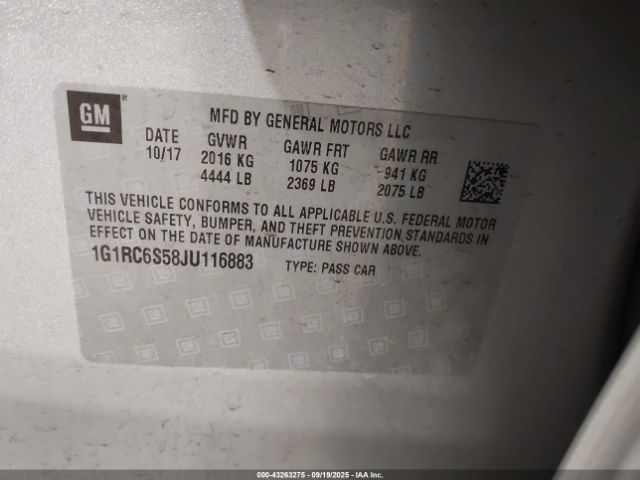 GM
MFD BY GENERAL MOTORS LLC
DATE GVWR GAWR FRT GAWR RR
10/17 2016 KG 1075 KG 941 KG
4444 LB 2369 LB 2075 LB
THIS VEHICLE CONFORMS TO ALL APPLICABLE U.S. FEDERAL MOTOR
VEHICLE SAFETY, BUMPER, AND THEFT PREVENTION STANDARDS IN
EFFECT ON THE DATE OF MANUFACTURE SHOWN ABOVE.
1G1RC6S58JU116883 TYPE: PASS CAR
000-43263275 - 09/19/2025 - IAAI, Inc.